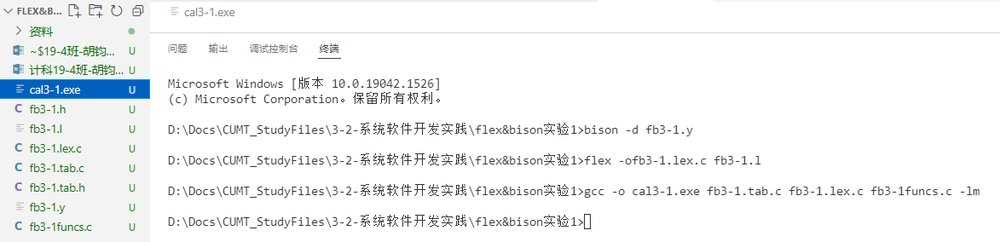 FLEX&B...
cal3-1.exe
资料
~$19-4班-胡钧... U
计科19-4班-胡钧... U
cal3-1.exe U
fb3-1.h U
fb3-1.l U
fb3-1.lex.c U
fb3-1.tab.c U
fb3-1.tab.h U
fb3-1.y U
fb3-1funcs.c U
问题 输出 调试控制台 终端
Microsoft Windows [版本 10.0.19042.1526]
(c) Microsoft Corporation。保留所有权利。
D:\Docs\CUMT_StudyFiles\3-2-系统软件开发实践\flex&bison实验1>bison -d fb3-1.y
D:\Docs\CUMT_StudyFiles\3-2-系统软件开发实践\flex&bison实验1>flex -ofb3-1.lex.c fb3-1.l
D:\Docs\CUMT_StudyFiles\3-2-系统软件开发实践\flex&bison实验1>gcc -o cal3-1.exe fb3-1.tab.c fb3-1.lex.c fb3-1funcs.c -lm
D:\Docs\CUMT_StudyFiles\3-2-系统软件开发实践\flex&bison实验1>